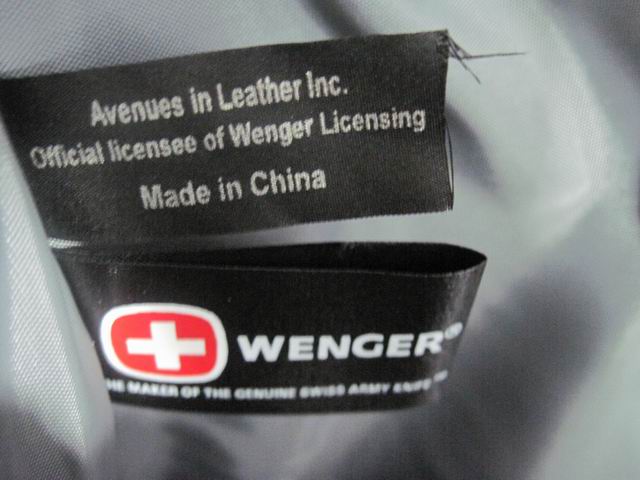 Avenues in Leather Inc.
Official licensee of Wenger Licensing
Made in China
WENGER®
THE MAKER OF THE GENUINE SWISS ARMY KNIFE™